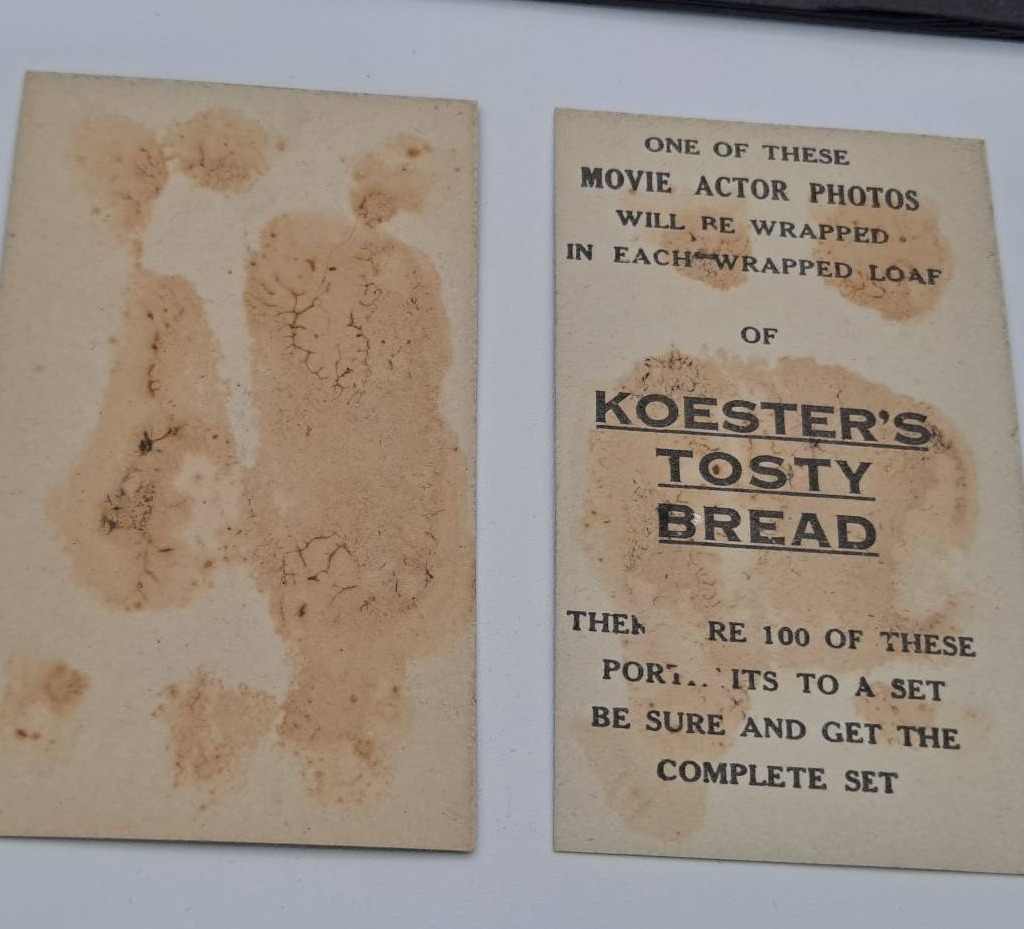 ONE OF THESE
MOVIE ACTOR PHOTOS
WILL BE WRAPPED
IN EACH WRAPPED LOAF
OF
KOESTER'S
TOSTY
BREAD
RE 100 OF THESE
ITS TO A SET
BE SURE AND GET THE
COMPLETE SET